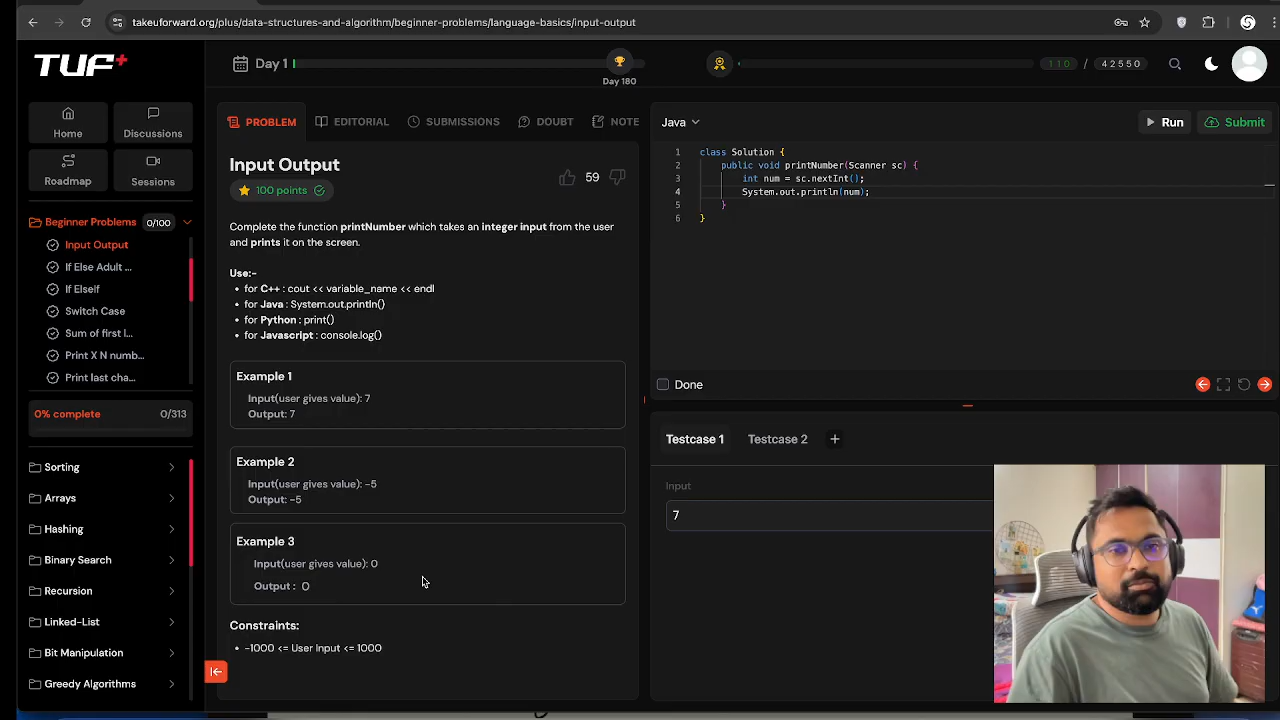 takeuforward.org/plus/data-structures-and-algorithm/beginner-problems/language-basics/input-output
TUF+
Day 1
Day 180
110 / 42550
Home
Discussions
Roadmap
Sessions
Beginner Problems 0/100
Input Output
If Else Adult ...
If ElseIf
Switch Case
Sum of first l...
Print X N numb...
Print last cha...
0% complete 0/313
Sorting
Arrays
Hashing
Binary Search
Recursion
Linked-List
Bit Manipulation
Greedy Algorithms
PROBLEM EDITORIAL SUBMISSIONS DOUBT NOTE
Input Output
100 points
59
Complete the function printNumber which takes an integer input from the user
and prints it on the screen.
Use:-
• for C++ : cout << variable_name << endl
• for Java : System.out.println()
• for Python : print()
• for Javascript : console.log()
Example 1
Input(user gives value): 7
Output: 7
Example 2
Input(user gives value): -5
Output: -5
Example 3
Input(user gives value): 0
Output : 0
Constraints:
• -1000 <= User Input <= 1000
Java
Run
Submit
1 class Solution {
2 public void printNumber(Scanner sc) {
3 int num = sc.nextInt();
4 System.out.println(num);
5 }
6 }
Done
Testcase 1 Testcase 2 +
Input
7